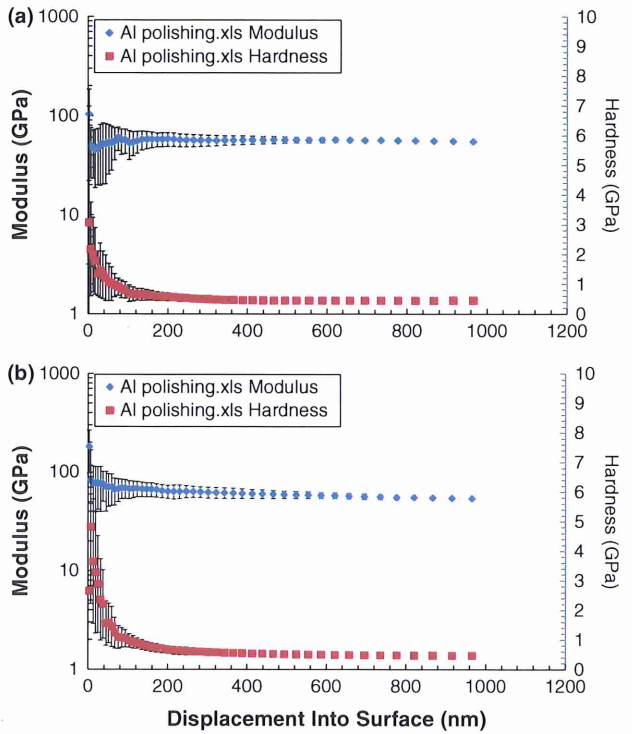 (a)
1000
100
10
1
Modulus (GPa)
Al polishing.xls Modulus
Al polishing.xls Hardness
10
9
8
7
6
5
4
3
2
1
0
Hardness (GPa)
0 200 400 600 800 1000 1200
(b)
1000
100
10
1
Modulus (GPa)
Al polishing.xls Modulus
Al polishing.xls Hardness
10
9
8
7
6
5
4
3
2
1
0
Hardness (GPa)
0 200 400 600 800 1000 1200
Displacement Into Surface (nm)